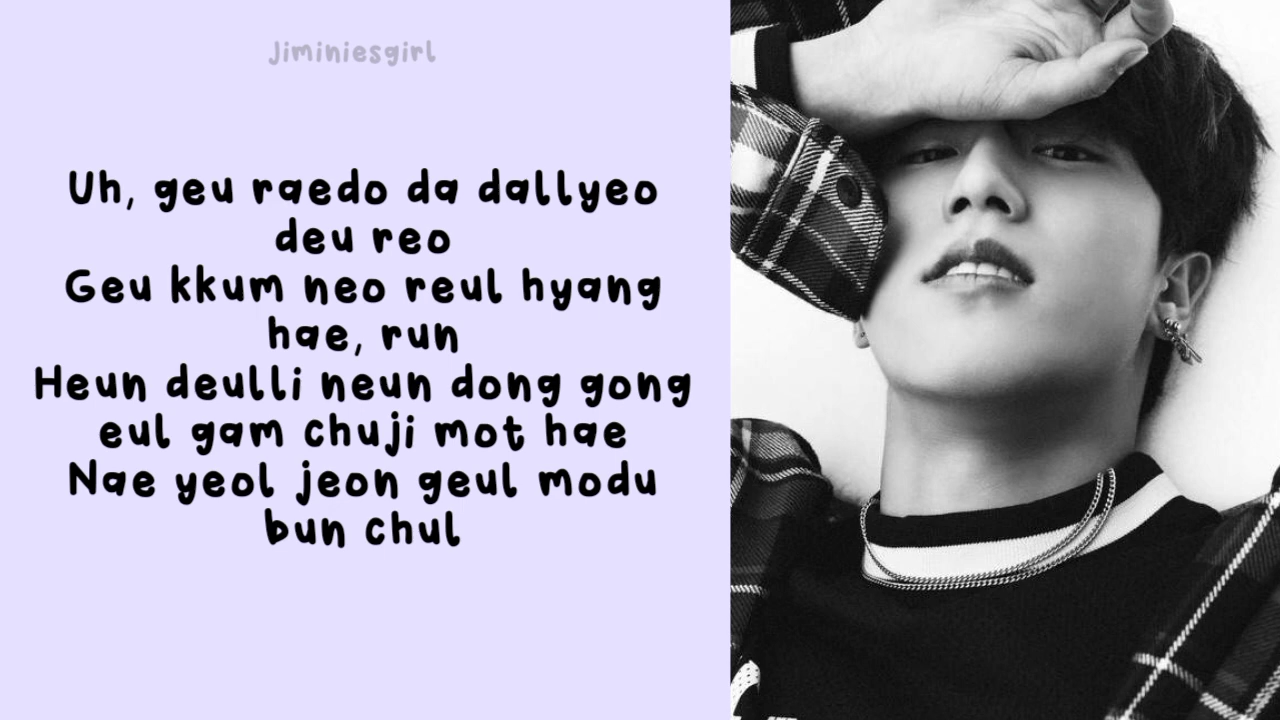 Jiminiesgirl
Uh, geu raedo da dallyeo
deu reo
Geu kkum neo reul hyang
hae, run
Heun deulli neun dong gong
eul gam chuji mot hae
Nae yeol jeon geul modu
bun chul